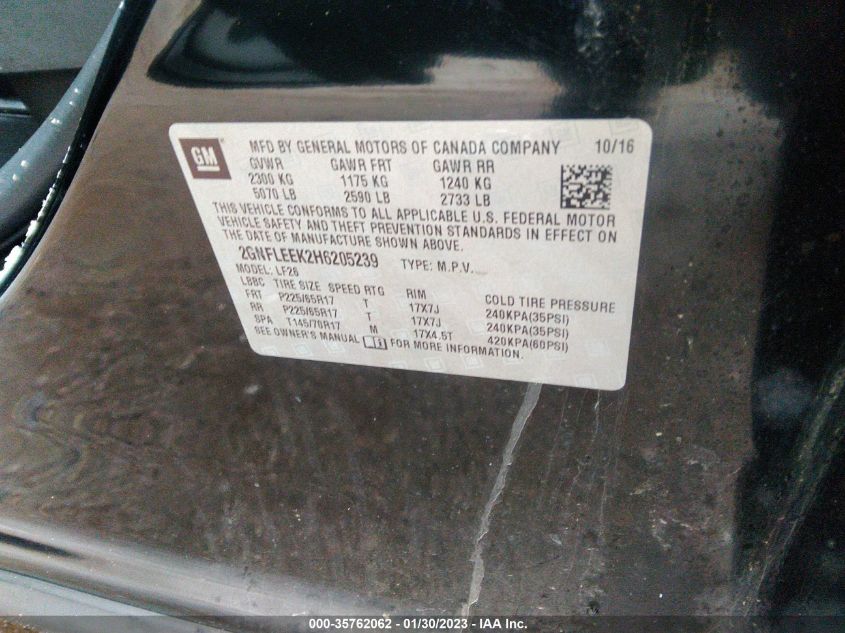 GM
MFD BY GENERAL MOTORS OF CANADA COMPANY 10/16
GVWR GAWR FRT GAWR RR
2300 KG 1175 KG 1240 KG
5070 LB 2590 LB 2733 LB
THIS VEHICLE CONFORMS TO ALL APPLICABLE U.S. FEDERAL MOTOR
VEHICLE SAFETY AND THEFT PREVENTION STANDARDS IN EFFECT ON
THE DATE OF MANUFACTURE SHOWN ABOVE.
2GNFLEEK2H6205239 TYPE: M.P.V.
MODEL: LF26
LBBC TIRE SIZE SPEED RTG RIM COLD TIRE PRESSURE
FRT P225/65R17 T 17X7J 240KPA(35PSI)
RR P225/65R17 T 17X7J 240KPA(35PSI)
SPA T145/70R17 M 17X4.5T 420KPA(60PSI)
SEE OWNER'S MANUAL i FOR MORE INFORMATION.
000-35762062 - 01/30/2023 - IAA Inc.